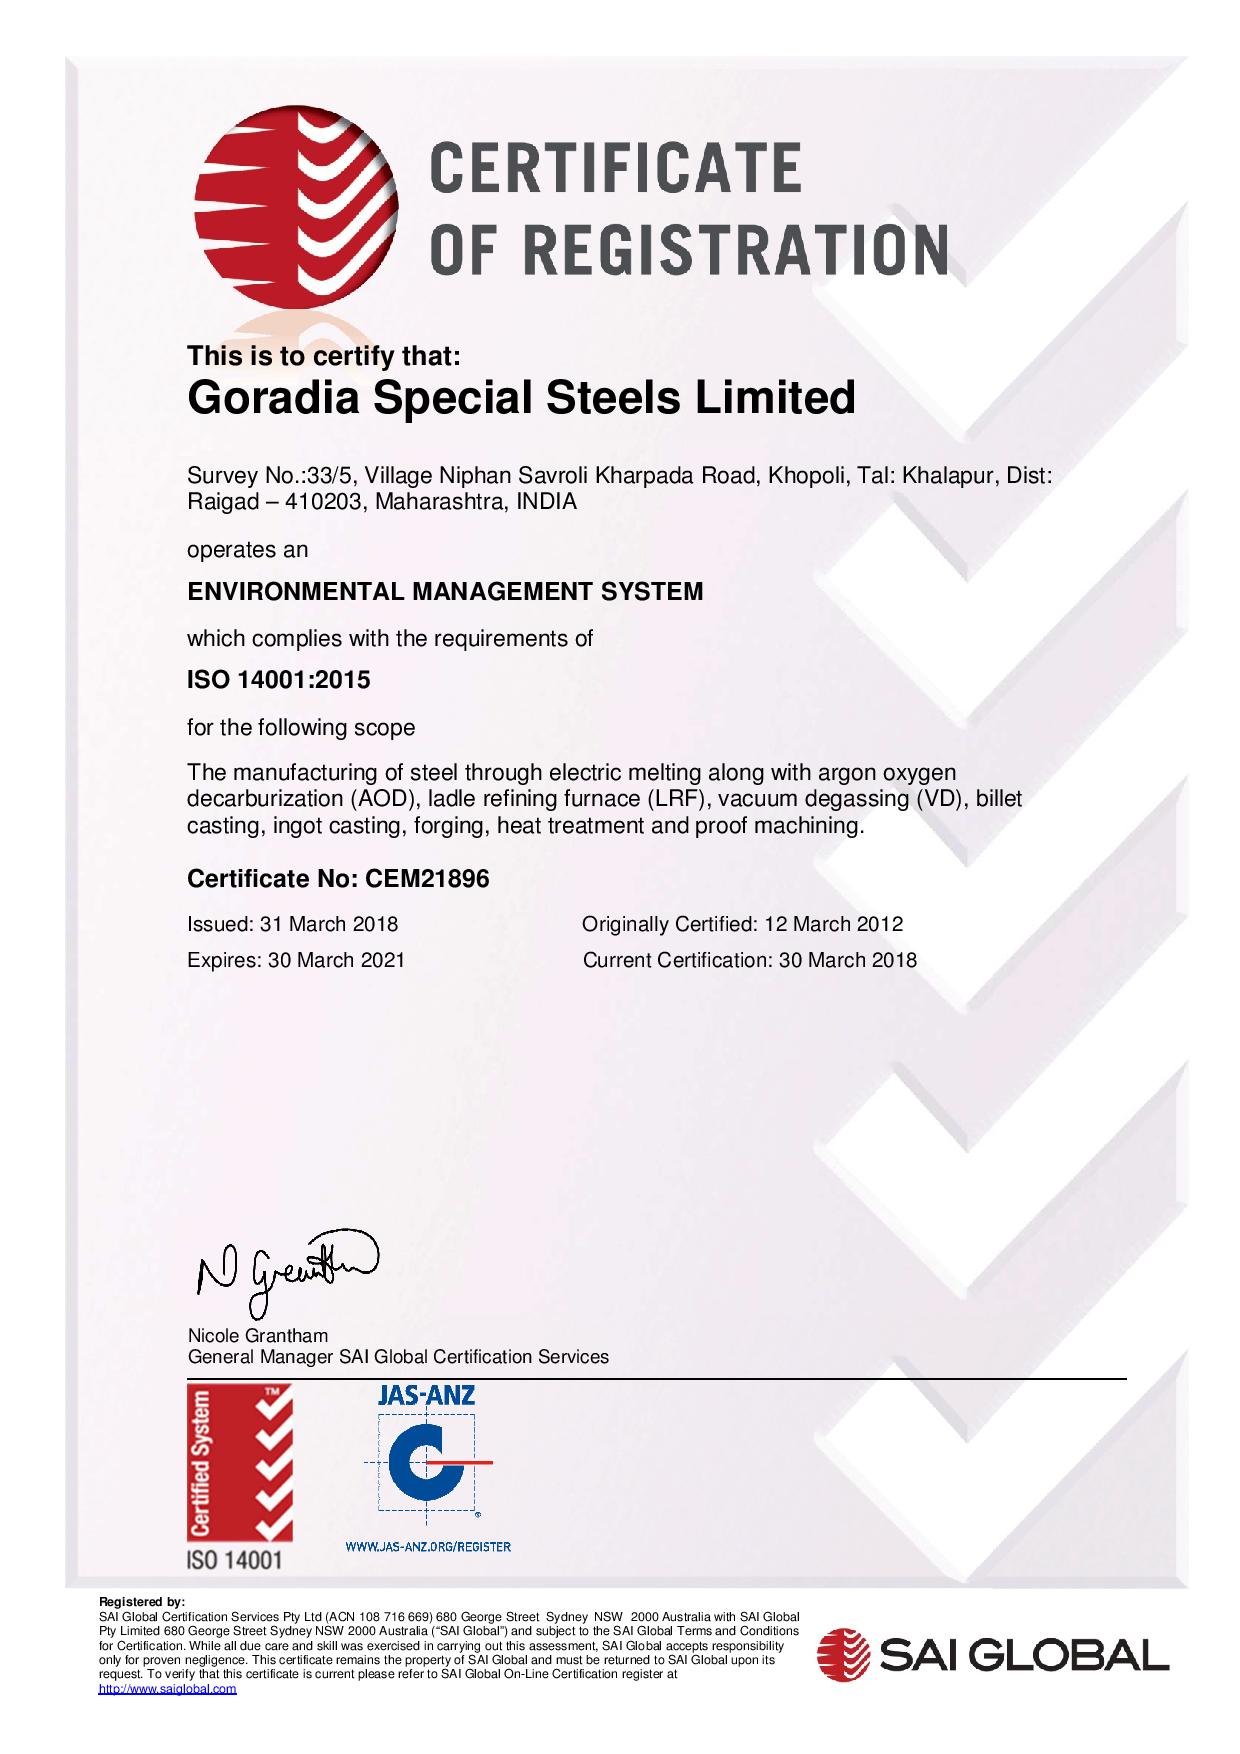 CERTIFICATE
OF REGISTRATION
This is to certify that:
Goradia Special Steels Limited
Survey No.:33/5, Village Niphan Savroli Kharpada Road, Khopoli, Tal: Khalapur, Dist:
Raigad – 410203, Maharashtra, INDIA
operates an
ENVIRONMENTAL MANAGEMENT SYSTEM
which complies with the requirements of
ISO 14001:2015
for the following scope
The manufacturing of steel through electric melting along with argon oxygen
decarburization (AOD), ladle refining furnace (LRF), vacuum degassing (VD), billet
casting, ingot casting, forging, heat treatment and proof machining.
Certificate No: CEM21896
Issued: 31 March 2018 Originally Certified: 12 March 2012
Expires: 30 March 2021 Current Certification: 30 March 2018
N Grantham
Nicole Grantham
General Manager SAI Global Certification Services
Certified System ™
ISO 14001
JAS-ANZ
®
WWW.JAS-ANZ.ORG/REGISTER
Registered by:
SAI Global Certification Services Pty Ltd (ACN 108 716 669) 680 George Street Sydney NSW 2000 Australia with SAI Global
Pty Limited 680 George Street Sydney NSW 2000 Australia (“SAI Global”) and subject to the SAI Global Terms and Conditions
for Certification. While all due care and skill was exercised in carrying out this assessment, SAI Global accepts responsibility
only for proven negligence. This certificate remains the property of SAI Global and must be returned to SAI Global upon its
request. To verify that this certificate is current please refer to SAI Global On-Line Certification register at
http://www.saiglobal.com
SAI GLOBAL